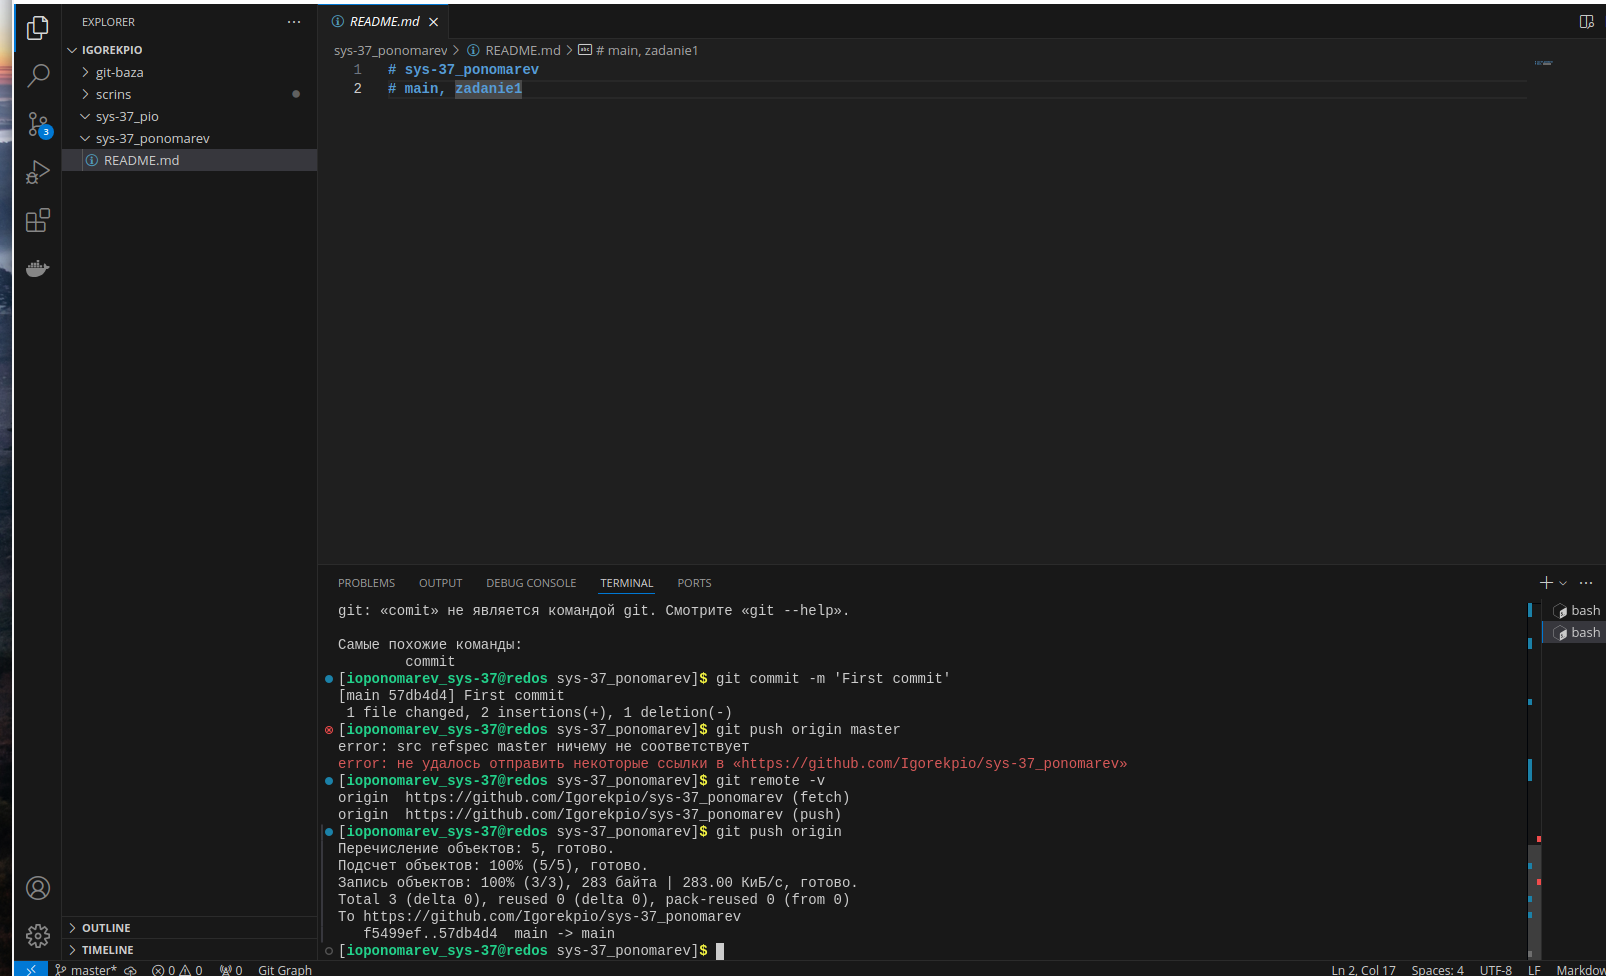 EXPLORER
IGOREKPIO
git-baza
scrins
sys-37_pio
sys-37_ponomarev
README.md
OUTLINE
TIMELINE
3
README.md
sys-37_ponomarev > README.md > # main, zadanie1
1 # sys-37_ponomarev
2 # main, zadanie1
PROBLEMS OUTPUT DEBUG CONSOLE TERMINAL PORTS
git: «comit» не является командой git. Смотрите «git --help».
Самые похожие команды:
commit
[ioponomarev_sys-37@redos sys-37_ponomarev]$ git commit -m 'First commit'
[main 57db4d4] First commit
1 file changed, 2 insertions(+), 1 deletion(-)
[ioponomarev_sys-37@redos sys-37_ponomarev]$ git push origin master
error: src refspec master ничему не соответствует
error: не удалось отправить некоторые ссылки в «https://github.com/Igorekpio/sys-37_ponomarev»
[ioponomarev_sys-37@redos sys-37_ponomarev]$ git remote -v
origin https://github.com/Igorekpio/sys-37_ponomarev (fetch)
origin https://github.com/Igorekpio/sys-37_ponomarev (push)
[ioponomarev_sys-37@redos sys-37_ponomarev]$ git push origin
Перечисление объектов: 5, готово.
Подсчет объектов: 100% (5/5), готово.
Запись объектов: 100% (3/3), 283 байта | 283.00 КиБ/с, готово.
Total 3 (delta 0), reused 0 (delta 0), pack-reused 0 (from 0)
To https://github.com/Igorekpio/sys-37_ponomarev
f5499ef..57db4d4 main -> main
[ioponomarev_sys-37@redos sys-37_ponomarev]$
bash
bash
master* 0 0 0 Git Graph
Ln 2, Col 17 Spaces: 4 UTF-8 LF Markdow